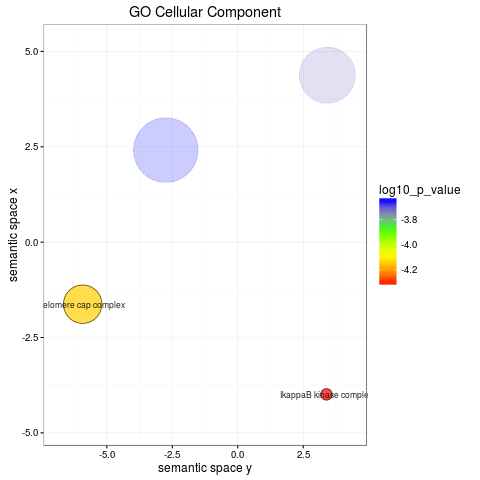 GO Cellular Component
5.0
2.5
0.0
-2.5
-5.0
semantic space x
elomere cap complex
IkappaB kinase comple
-5.0
-2.5
0.0
2.5
semantic space y
log10_p_value
-3.8
-4.0
-4.2